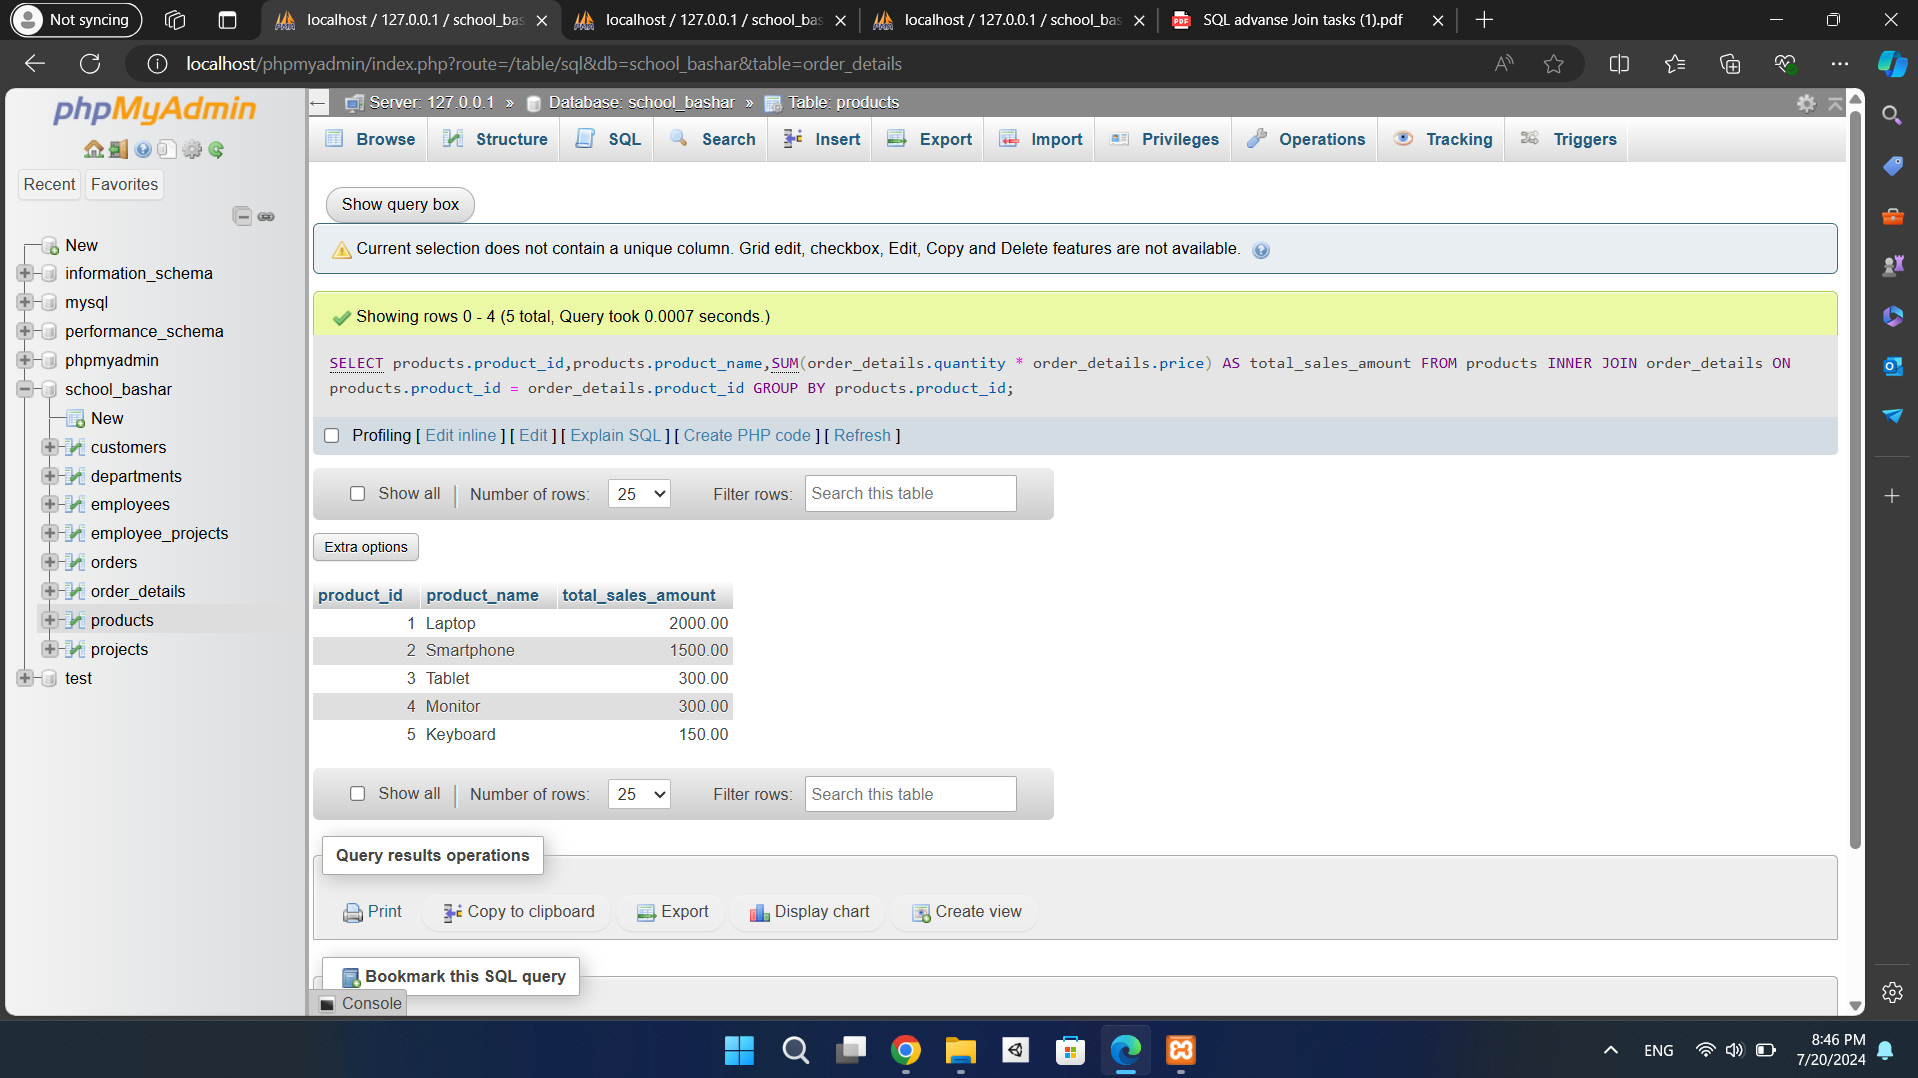 Not syncing
localhost / 127.0.0.1 / school_bas
localhost / 127.0.0.1 / school_bas
localhost / 127.0.0.1 / school_bas
PDF
SQL advanse Join tasks (1).pdf
localhost/phpmyadmin/index.php?route=/table/sql&db=school_bashar&table=order_details
phpMyAdmin
Recent
Favorites
New
information_schema
mysql
performance_schema
phpmyadmin
school_bashar
New
customers
departments
employees
employee_projects
orders
order_details
products
projects
test
Server: 127.0.0.1 » Database: school_bashar » Table: products
Browse Structure SQL Search Insert Export Import Privileges Operations Tracking Triggers
Show query box
Current selection does not contain a unique column. Grid edit, checkbox, Edit, Copy and Delete features are not available.
Showing rows 0 - 4 (5 total, Query took 0.0007 seconds.)
SELECT products.product_id,products.product_name,SUM(order_details.quantity * order_details.price) AS total_sales_amount FROM products INNER JOIN order_details ON
products.product_id = order_details.product_id GROUP BY products.product_id;
Profiling [ Edit inline ] [ Edit ] [ Explain SQL ] [ Create PHP code ] [ Refresh ]
Show all Number of rows: 25 Filter rows: Search this table
Extra options
product_id product_name total_sales_amount
1 Laptop 2000.00
2 Smartphone 1500.00
3 Tablet 300.00
4 Monitor 300.00
5 Keyboard 150.00
Show all Number of rows: 25 Filter rows: Search this table
Query results operations
Print Copy to clipboard Export Display chart Create view
Bookmark this SQL query
Console
ENG
8:46 PM
7/20/2024